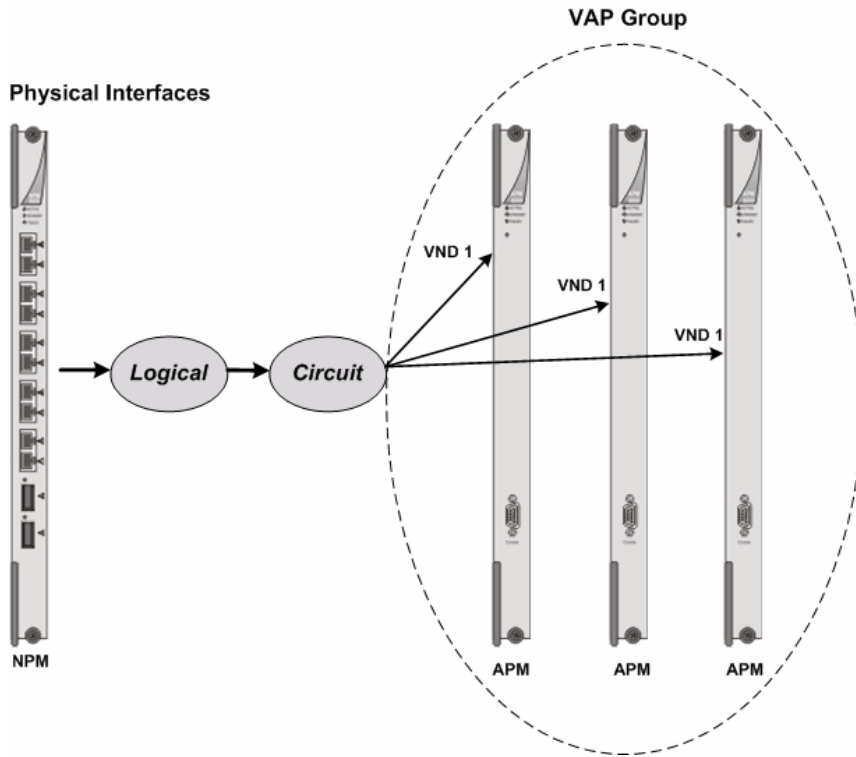 VAP Group
Physical Interfaces
VND 1
VND 1
VND 1
Logical
Circuit
NPM
APM
APM
APM